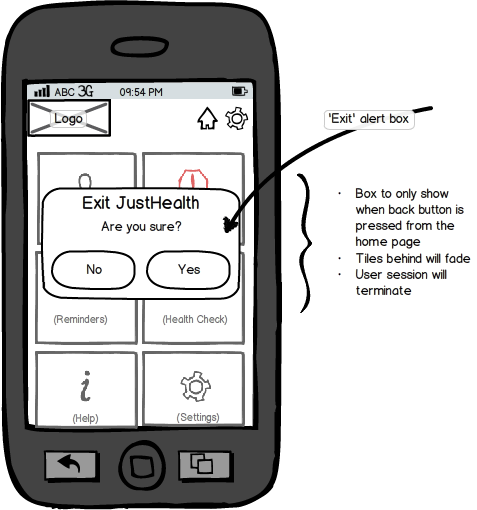 ABC 3G 09:54 PM
Logo
'Exit' alert box
Exit JustHealth
Are you sure?
No Yes
(Reminders) (Health Check)
(Help) (Settings)
· Box to only show
when back button is
pressed from the
home page
· Tiles behind will fade
· User session will
terminate